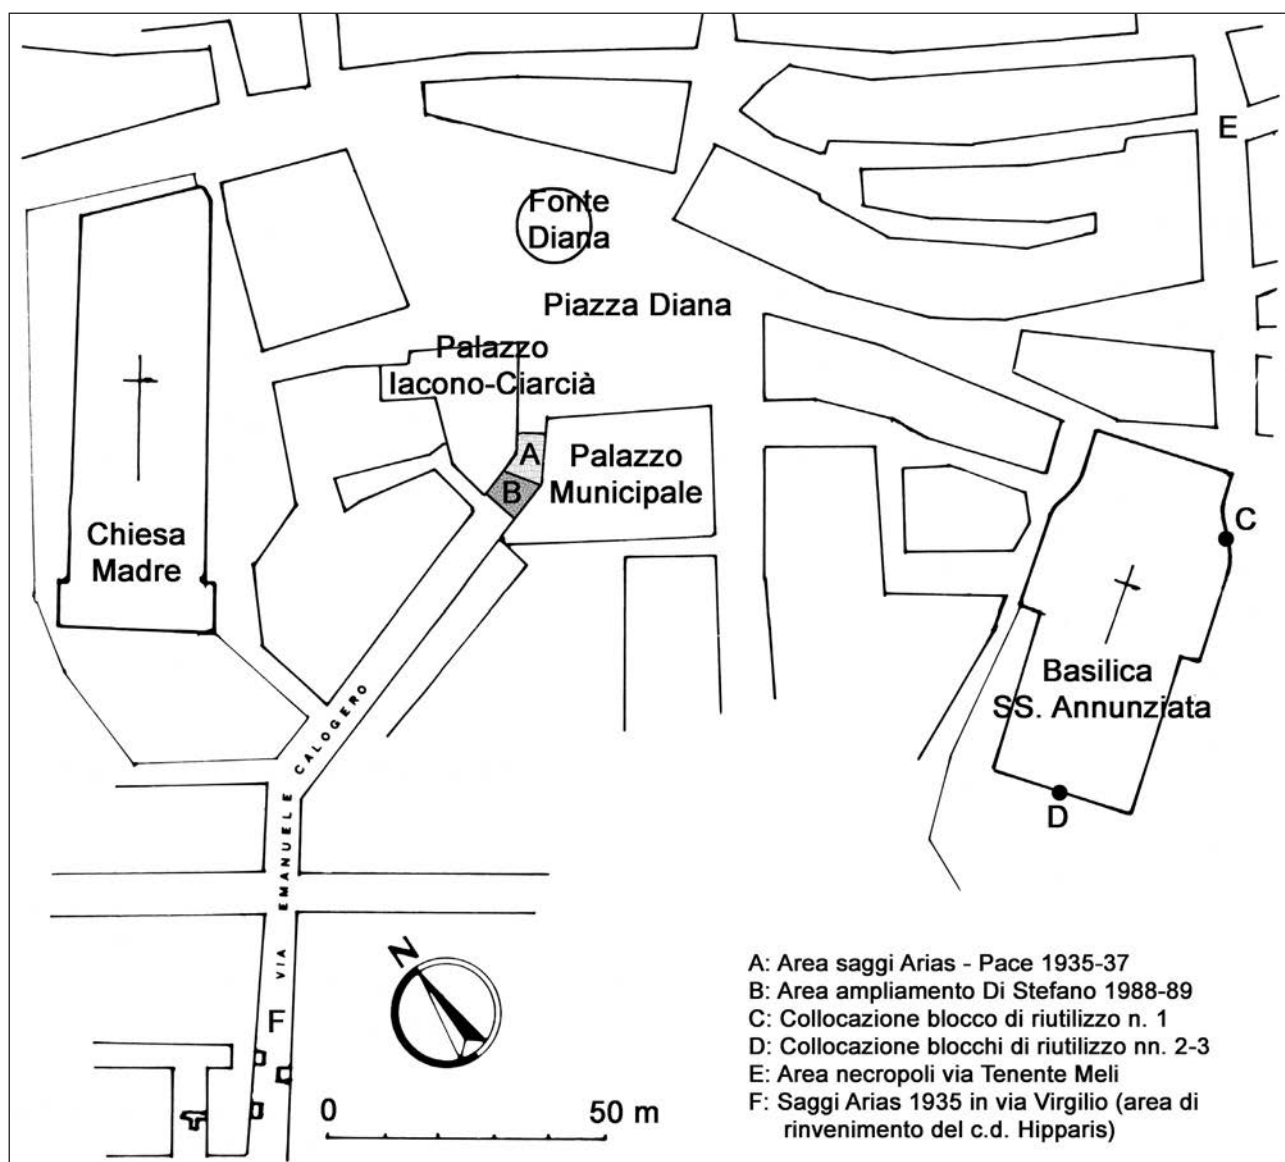 E
Fonte
Diana
Piazza Diana
Palazzo
Iacono-Ciarcià
A
B
Palazzo
Municipale
Chiesa
Madre
C
Basilica
SS. Annunziata
D
VIA EMANUELE CALOGERO
F
N
0 50 m
A: Area saggi Arias - Pace 1935-37
B: Area ampliamento Di Stefano 1988-89
C: Collocazione blocco di riutilizzo n. 1
D: Collocazione blocchi di riutilizzo nn. 2-3
E: Area necropoli via Tenente Meli
F: Saggi Arias 1935 in via Virgilio (area di
rinvenimento del c.d. Hipparis)